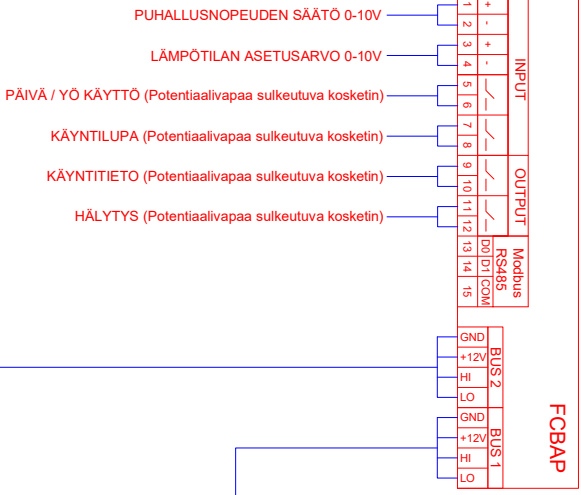 PUHALLUSNOPEUDEN SÄÄTÖ 0-10V
LÄMPÖTILAN ASETUSARVO 0-10V
PÄIVÄ / YÖ KÄYTTÖ (Potentiaalivapaa sulkeutuva kosketin)
KÄYNTILUPA (Potentiaalivapaa sulkeutuva kosketin)
KÄYNTITIETO (Potentiaalivapaa sulkeutuva kosketin)
HÄLYTYS (Potentiaalivapaa sulkeutuva kosketin)
1 +
2 -
3 +
4 -
5
6
7
8
INPUT
9
10
11
12
OUTPUT
13 D0
14 D1
15 COM
Modbus
RS485
GND
+12V
HI
LO
BUS 2
GND
+12V
HI
LO
BUS 1
FCBAP